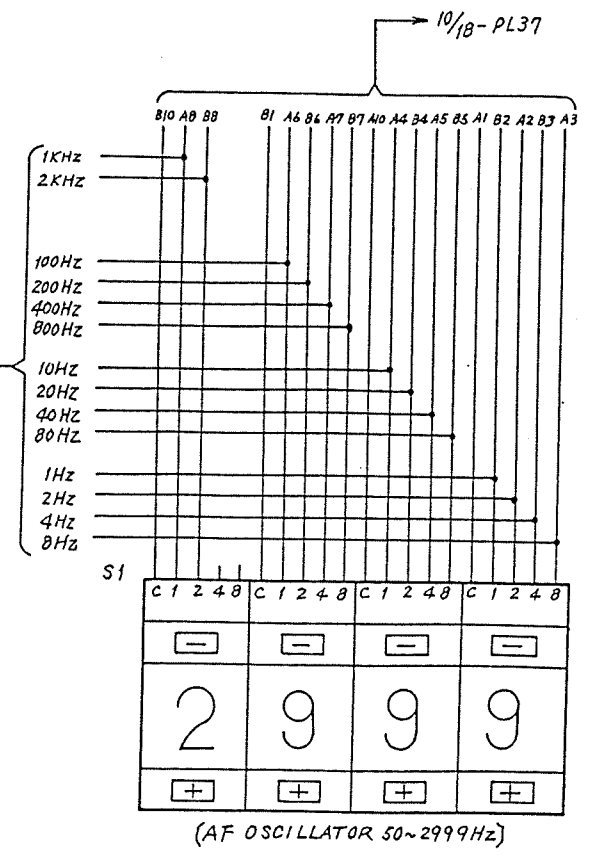 10/18-PL37
B10 A8 B8 B1 A6 B6 A7 B7 A10 A4 B4 A5 B5 A1 B2 A2 B3 A3
1KHz
2KHz
100Hz
200Hz
400Hz
800Hz
10Hz
20Hz
40Hz
80Hz
1Hz
2Hz
4Hz
8Hz
S1
C 1 2 4 8 C 1 2 4 8 C 1 2 4 8 C 1 2 4 8
− − − −
2 9 9 9
+ + + +
(AF OSCILLATOR 50~2999Hz)